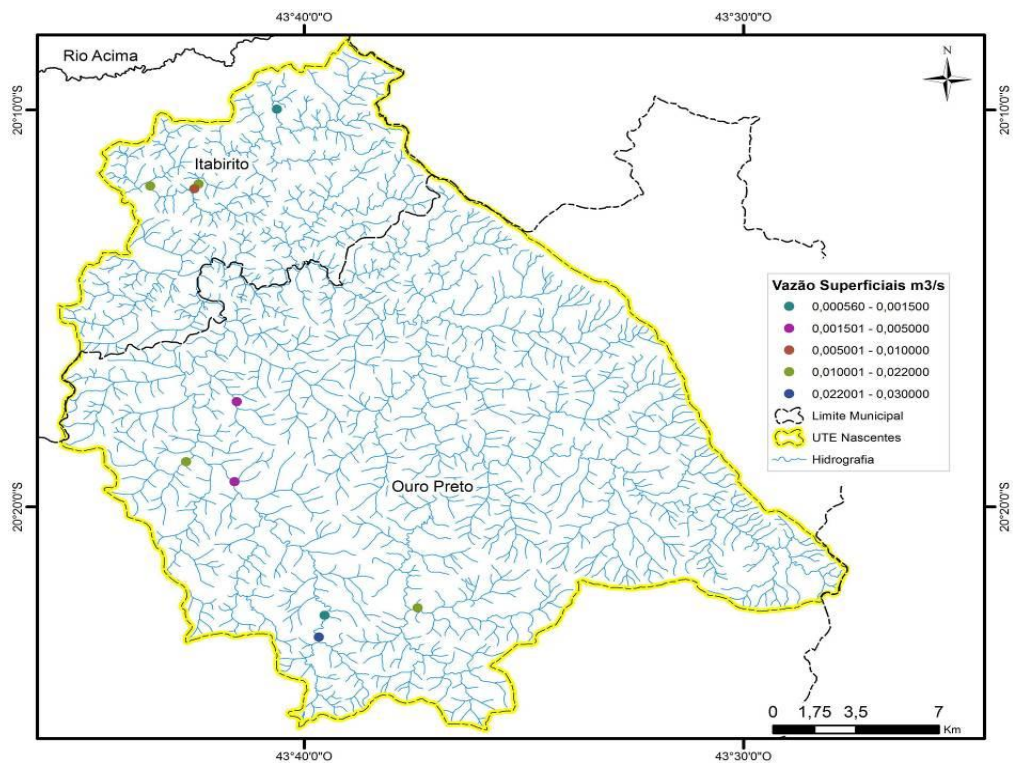 43°40'0"O
43°30'0"O
Rio Acima
N
20°10'0"S
20°10'0"S
Itabirito
Vazão Superficiais m3/s
0,000560 - 0,001500
0,001501 - 0,005000
0,005001 - 0,010000
0,010001 - 0,022000
0,022001 - 0,030000
Limite Municipal
UTE Nascentes
Hidrografia
Ouro Preto
20°20'0"S
20°20'0"S
0 1,75 3,5 7
Km
43°40'0"O
43°30'0"O